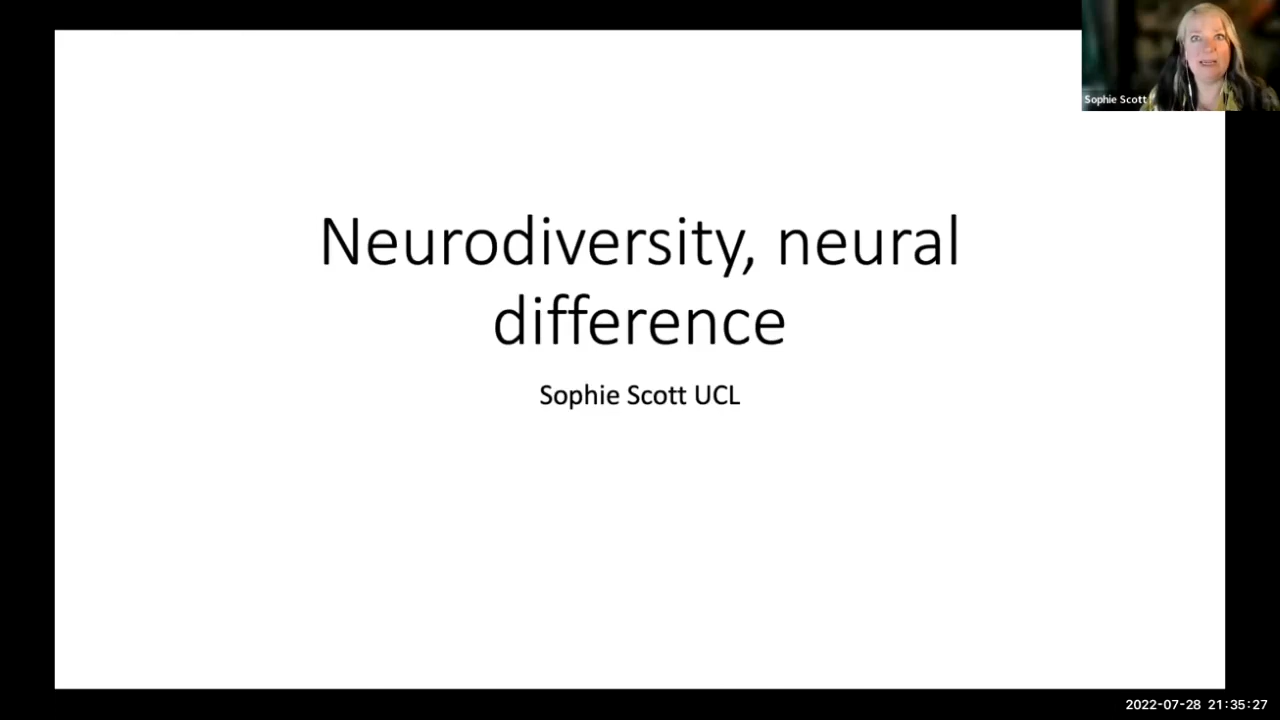 Sophie Scott
Neurodiversity, neural
difference
Sophie Scott UCL
2022-07-28 21:35:27